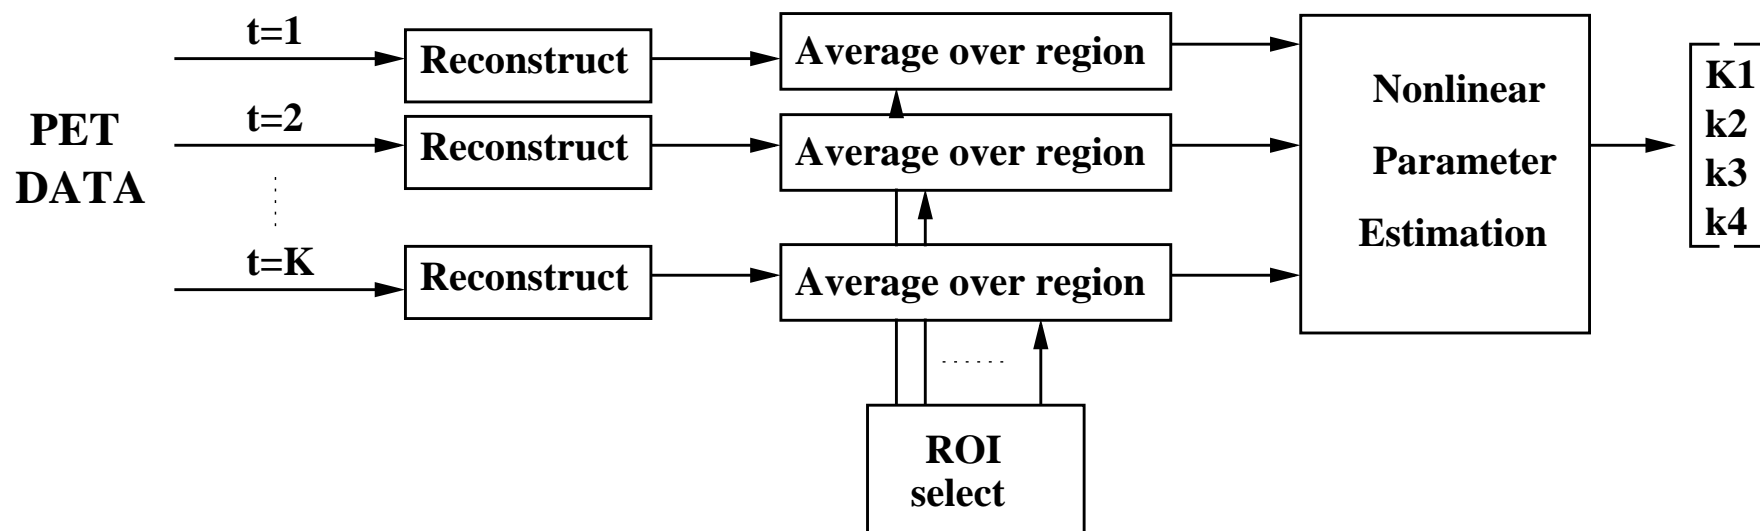 PET
DATA
t=1
t=2
t=K
Reconstruct
Reconstruct
Reconstruct
Average over region
Average over region
Average over region
ROI
select
Nonlinear
Parameter
Estimation
K1
k2
k3
k4